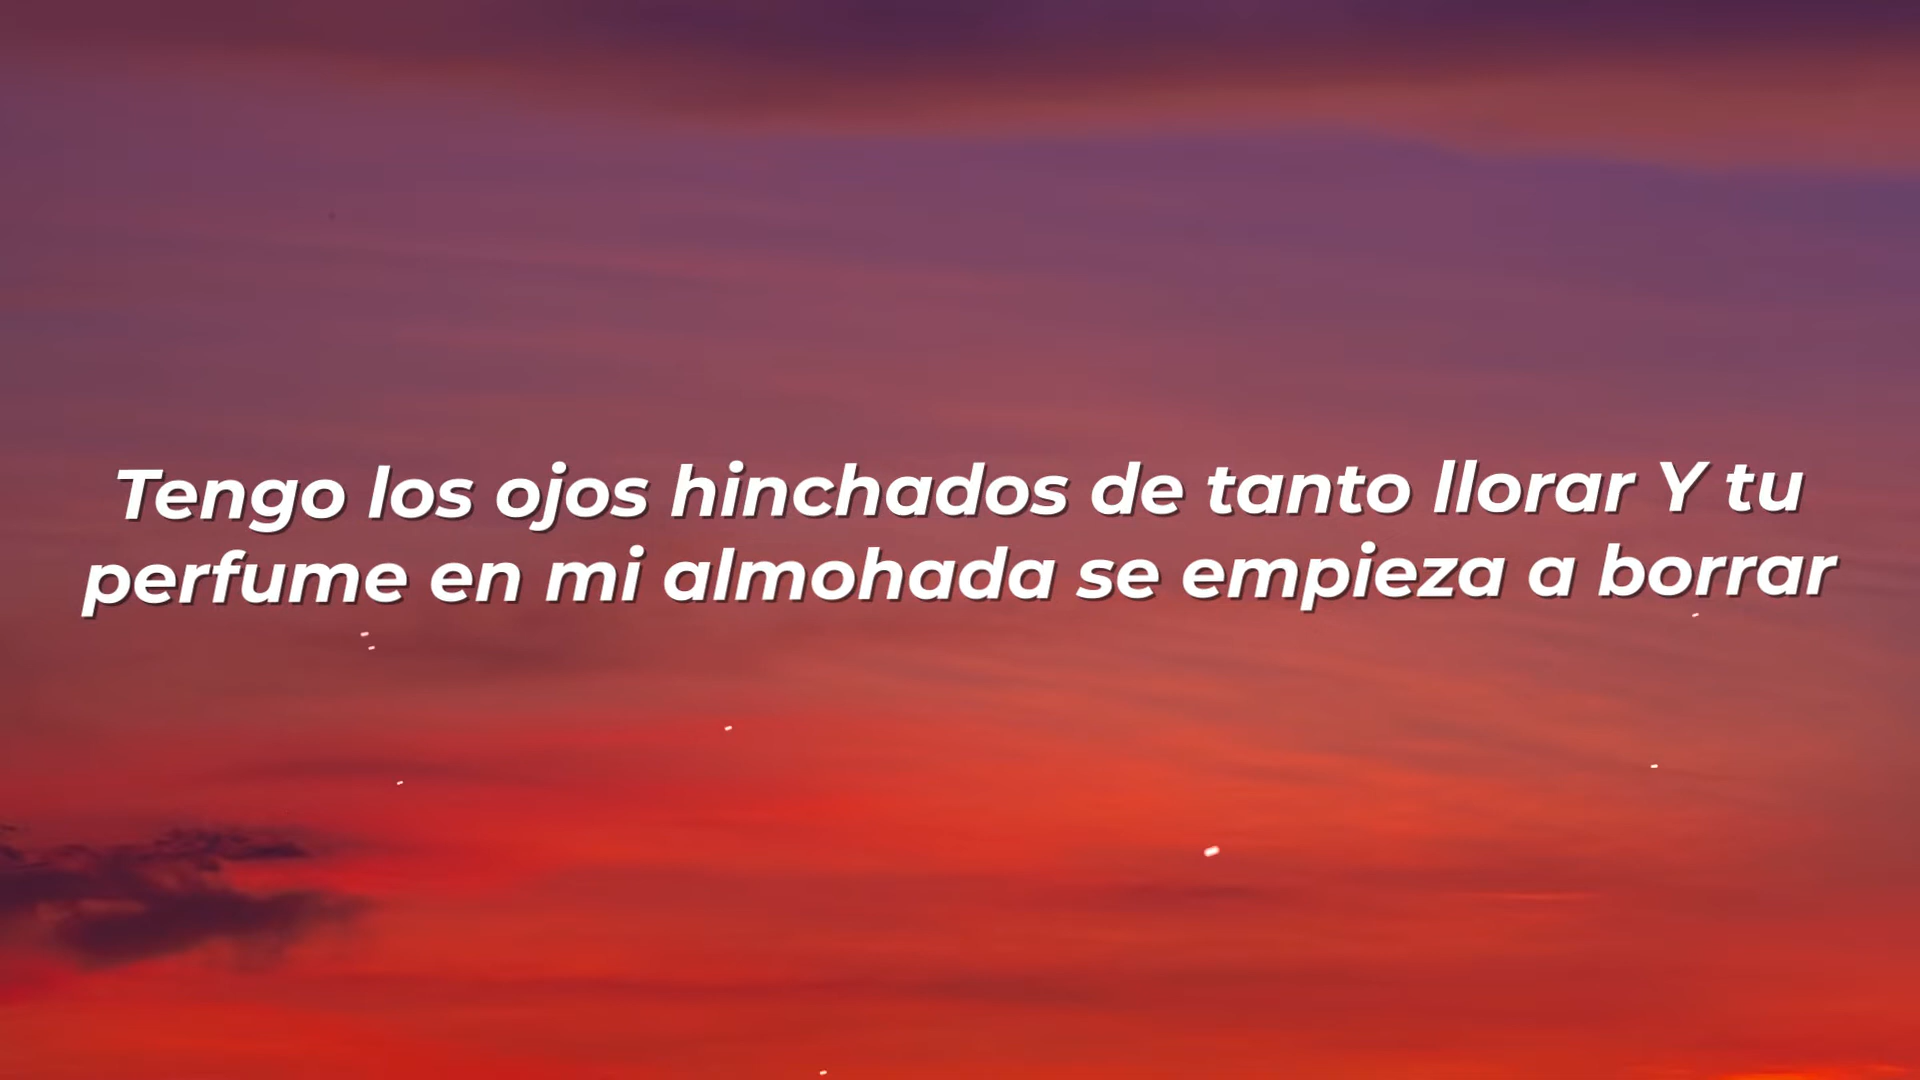 Tengo los ojos hinchados de tanto llorar Y tu
perfume en mi almohada se empieza a borrar